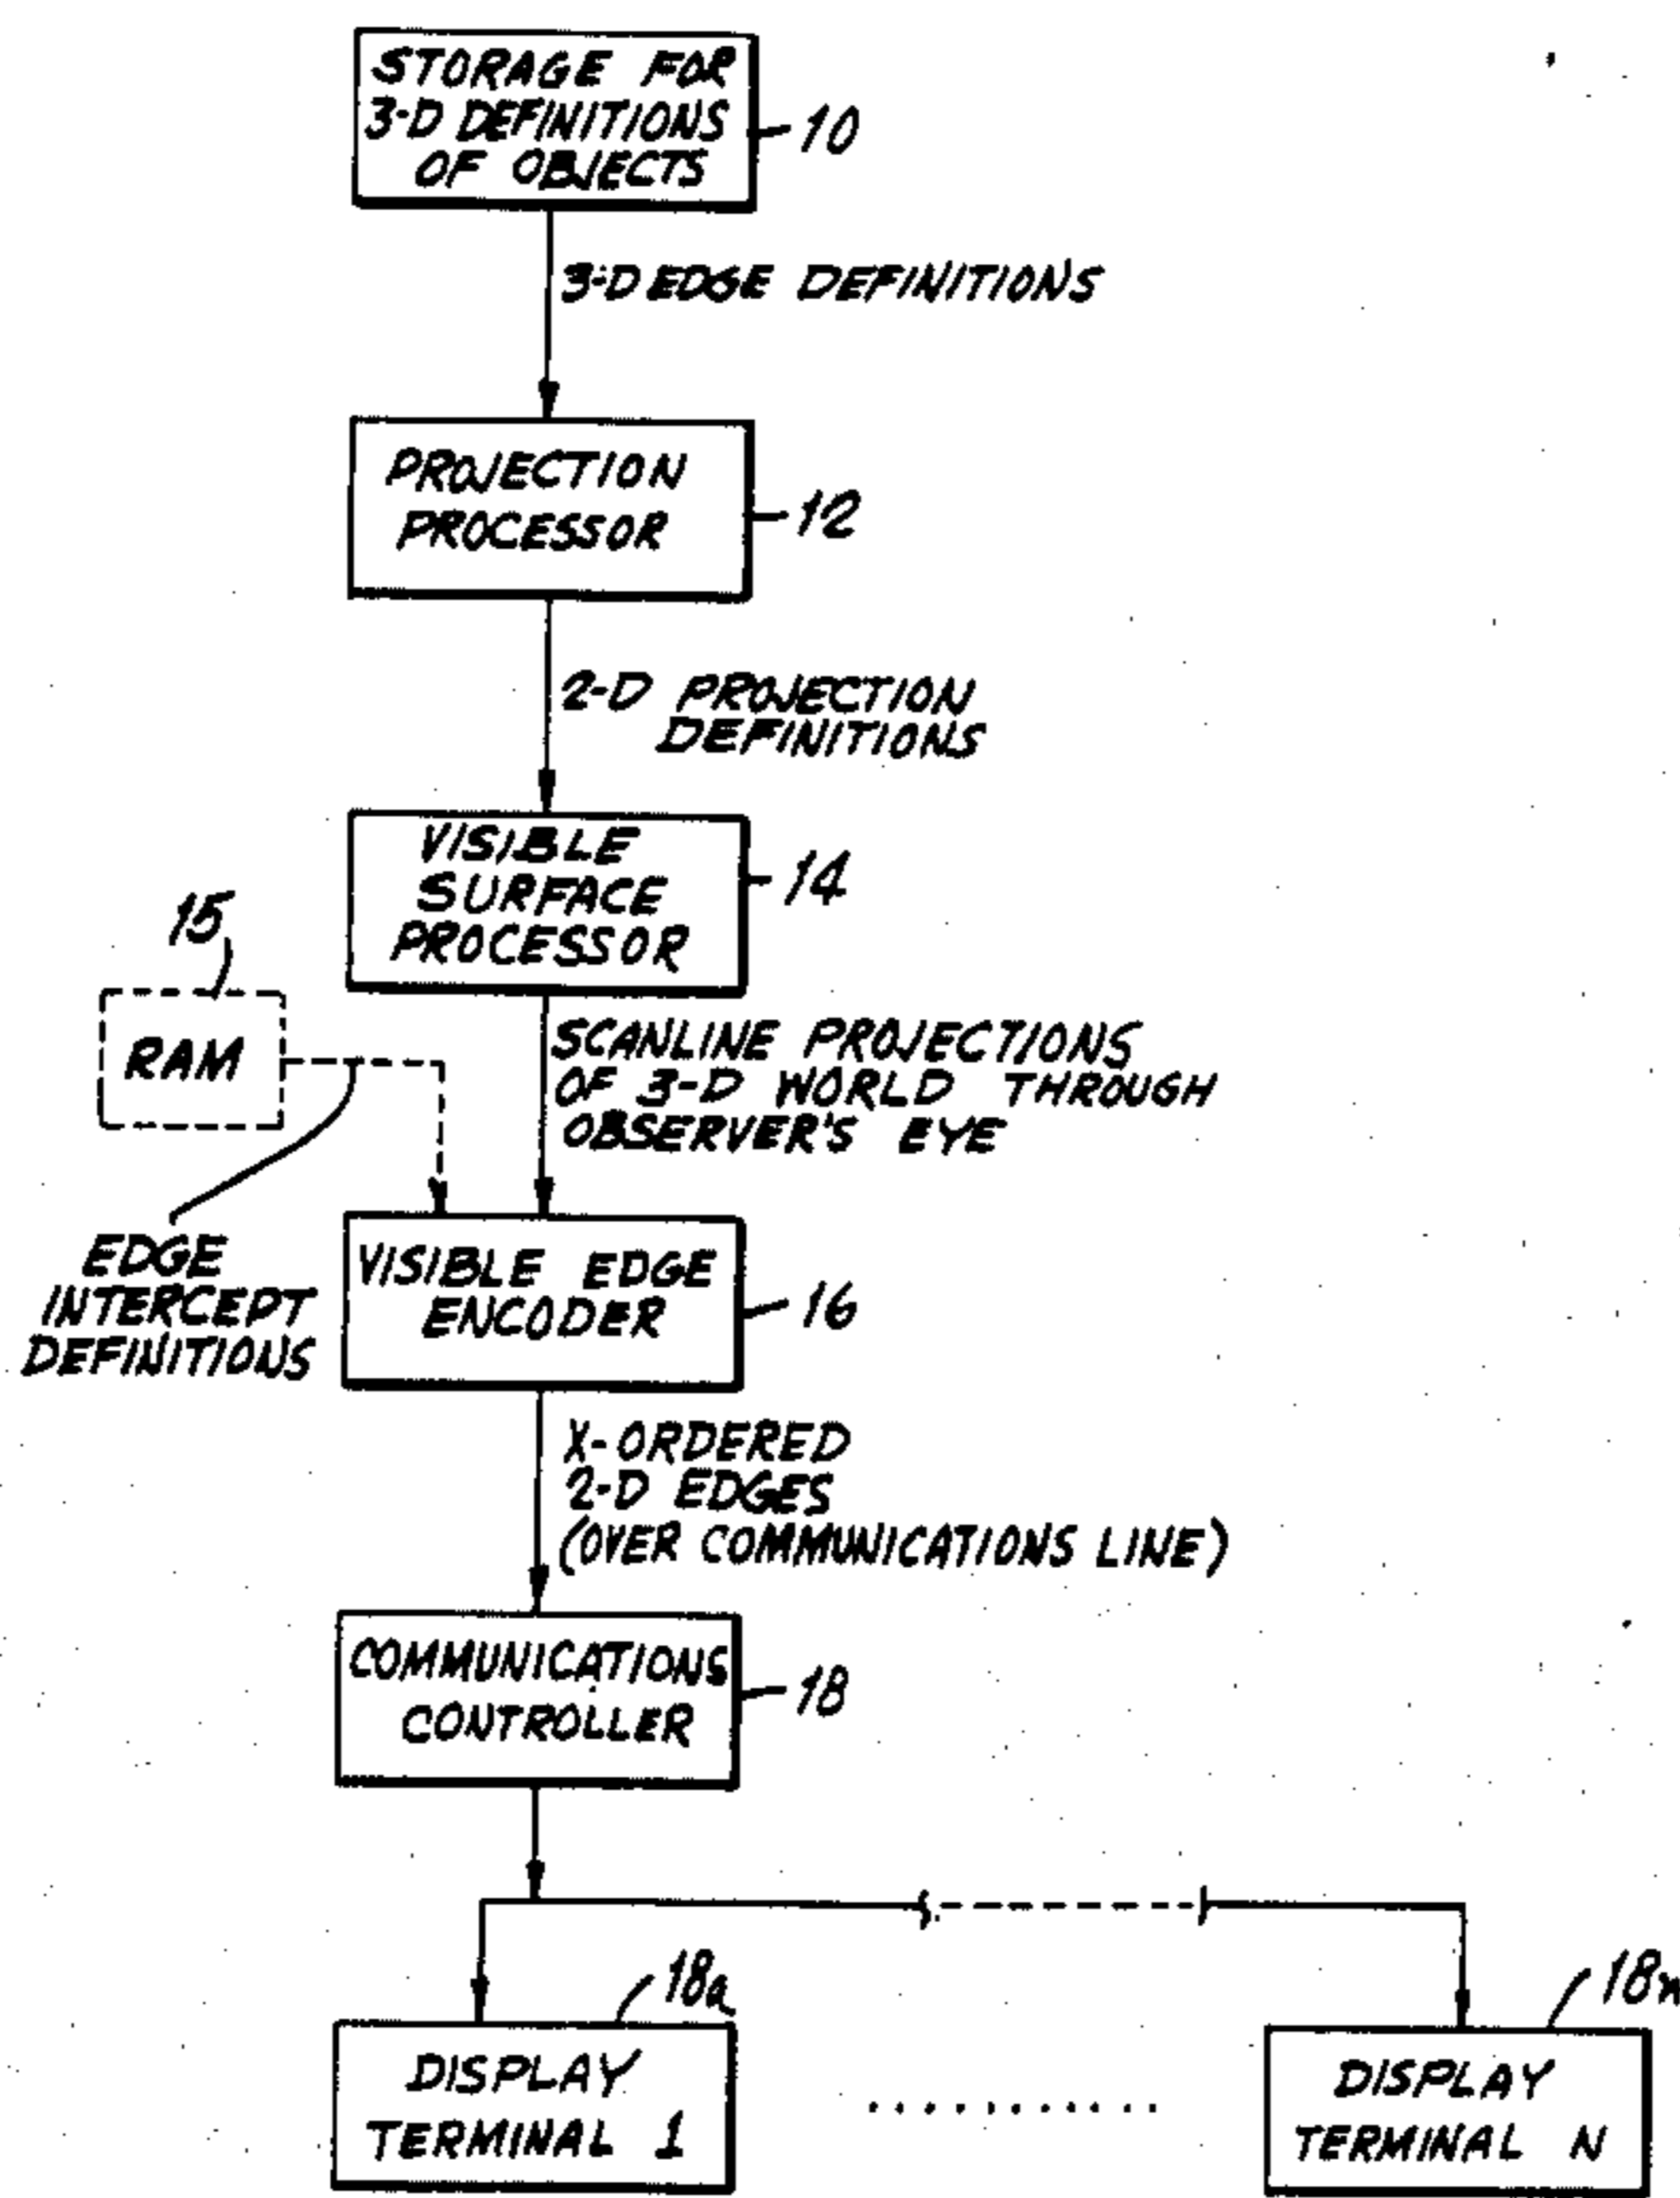 STORAGE FOR
3-D DEFINITIONS
OF OBJECTS
10
3-D EDGE DEFINITIONS
PROJECTION
PROCESSOR
12
2-D PROJECTION
DEFINITIONS
VISIBLE
SURFACE
PROCESSOR
14
15
RAM
SCANLINE PROJECTIONS
OF 3-D WORLD THROUGH
OBSERVER'S EYE
EDGE
INTERCEPT
DEFINITIONS
VISIBLE EDGE
ENCODER
16
X-ORDERED
2-D EDGES
(OVER COMMUNICATIONS LINE)
COMMUNICATIONS
CONTROLLER
18
18a
DISPLAY
TERMINAL 1
18n
DISPLAY
TERMINAL N